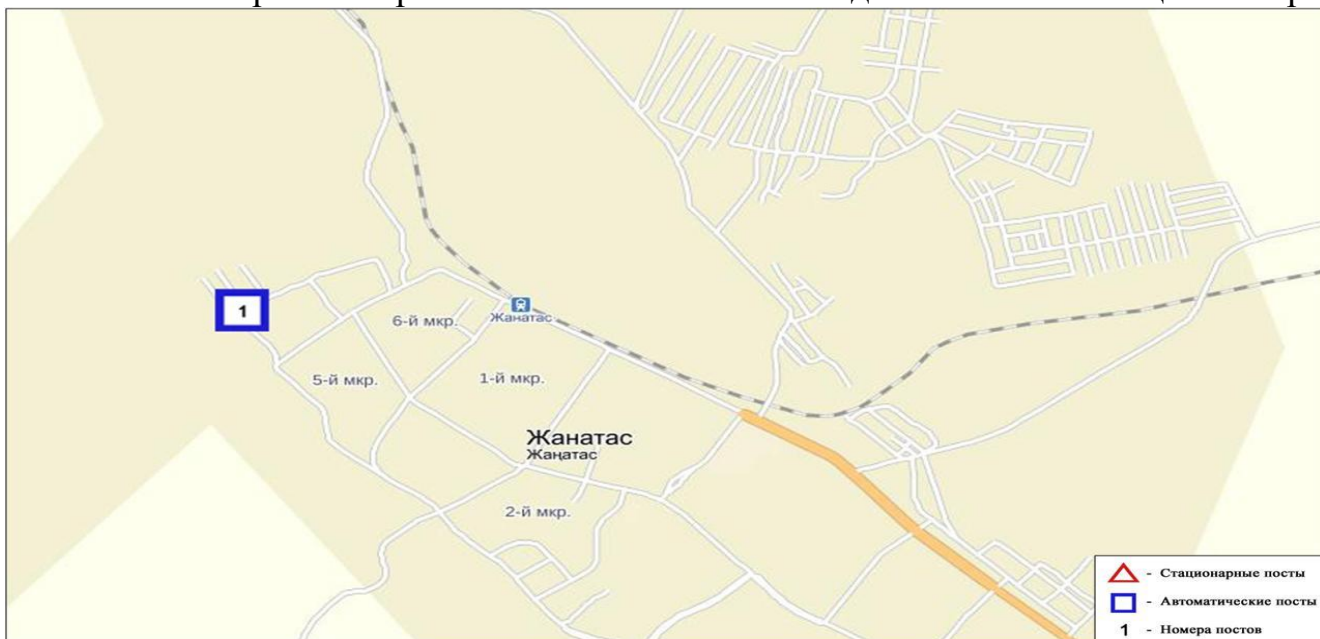 Жанатас
6-й мкр.
1-й мкр.
5-й мкр.
Жанатас
Жаңатас
2-й мкр.
- Стационарные посты
- Автоматические посты
1 - Номера постов
1